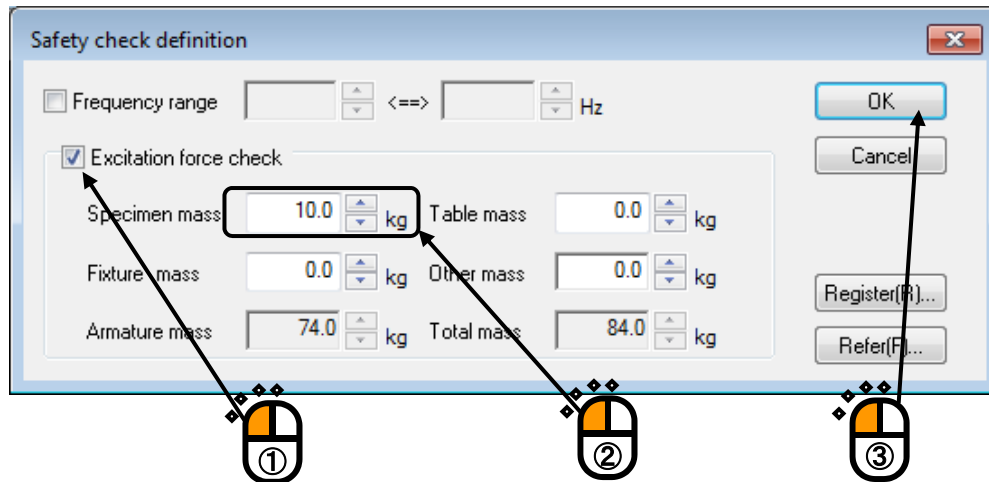 Safety check definition
Frequency range <==> Hz OK
Excitation force check Cancel
Specimen mass 10.0 kg Table mass 0.0 kg
Fixture mass 0.0 kg Other mass 0.0 kg
Register(R)...
Armature mass 74.0 kg Total mass 84.0 kg
Refer(F)...
① ② ③